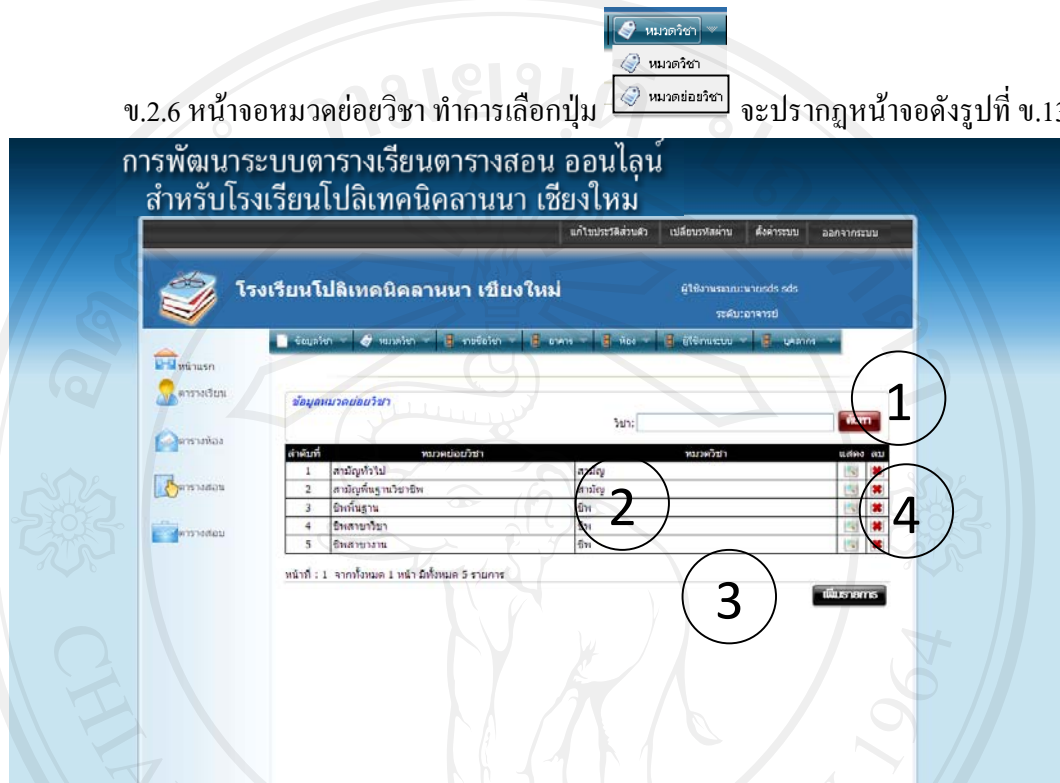 หมวดวิชา
หมวดวิชา
หมวดย่อยวิชา
ข.2.6 หน้าจอหมวดย่อยวิชา ทำการเลือกปุ่ม จะปรากฏหน้าจอดังรูปที่ ข.13
การพัฒนาระบบตารางเรียนตารางสอน ออนไลน์
สำหรับโรงเรียนโปลิเทคนิคลานนา เชียงใหม่
แก้ไขประวัติส่วนตัว เปลี่ยนรหัสผ่าน ตั้งค่าระบบ ออกจากระบบ
โรงเรียนโปลิเทคนิคลานนา เชียงใหม่
ผู้ใช้งานระบบ:นายsds sds
ระดับ:อาจารย์
ข้อมูลวิชา หมวดวิชา รายชื่อวิชา อาคาร ห้อง ผู้ใช้งานระบบ บุคลากร
หน้าแรก
ตารางเรียน
ตารางห้อง
ตารางสอน
ตารางสอบ
ข้อมูลหมวดย่อยวิชา
วิชา: ค้นหา
1
ลำดับที่ หมวดย่อยวิชา หมวดวิชา แสดง ลบ
1 สามัญทั่วไป สามัญ
2 สามัญพื้นฐานวิชาชีพ สามัญ
3 ชีพพื้นฐาน ชีพ
4 ชีพสาขาวิชา ชีพ
5 ชีพสาขางาน ชีพ
2
4
หน้าที่ : 1 จากทั้งหมด 1 หน้า มีทั้งหมด 5 รายการ
3
เพิ่มรายการ
CHIA
1964